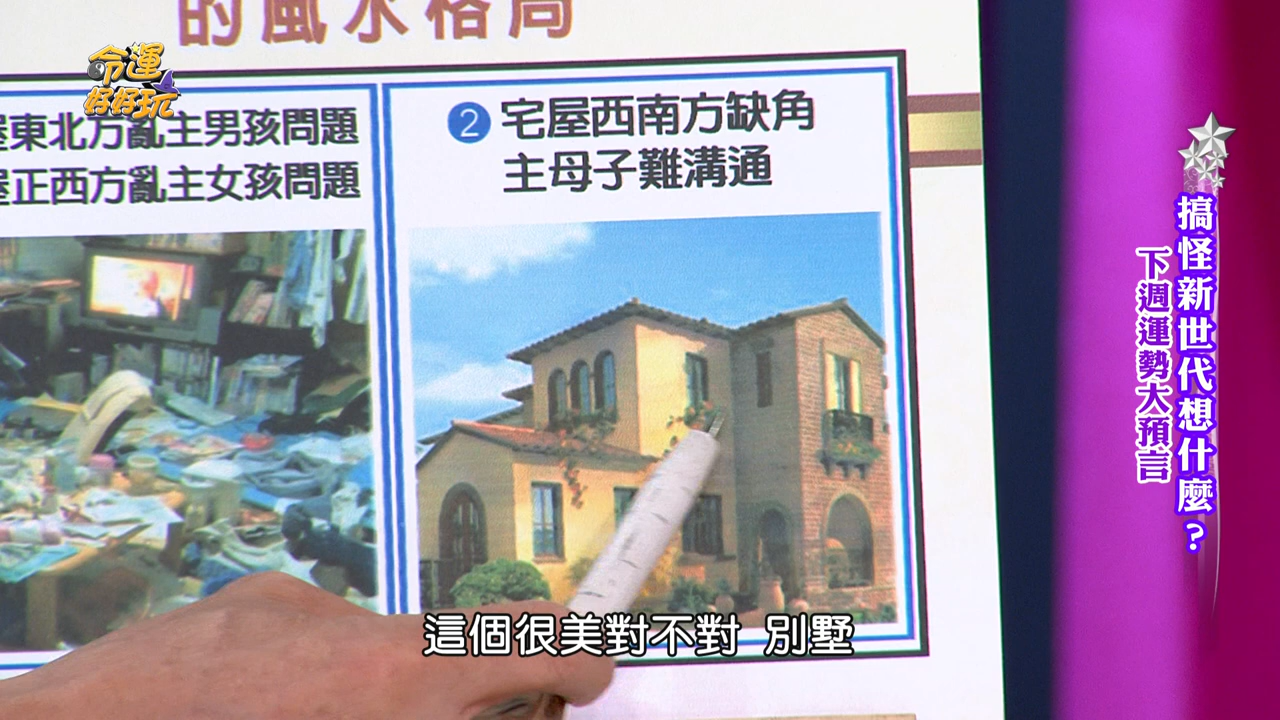 的風水格局
命運
好好玩
屋東北方亂主男孩問題
屋正西方亂主女孩問題
2 宅屋西南方缺角
主母子難溝通
搞怪新世代想什麼?
下週運勢大預言
這個很美對不對 別墅